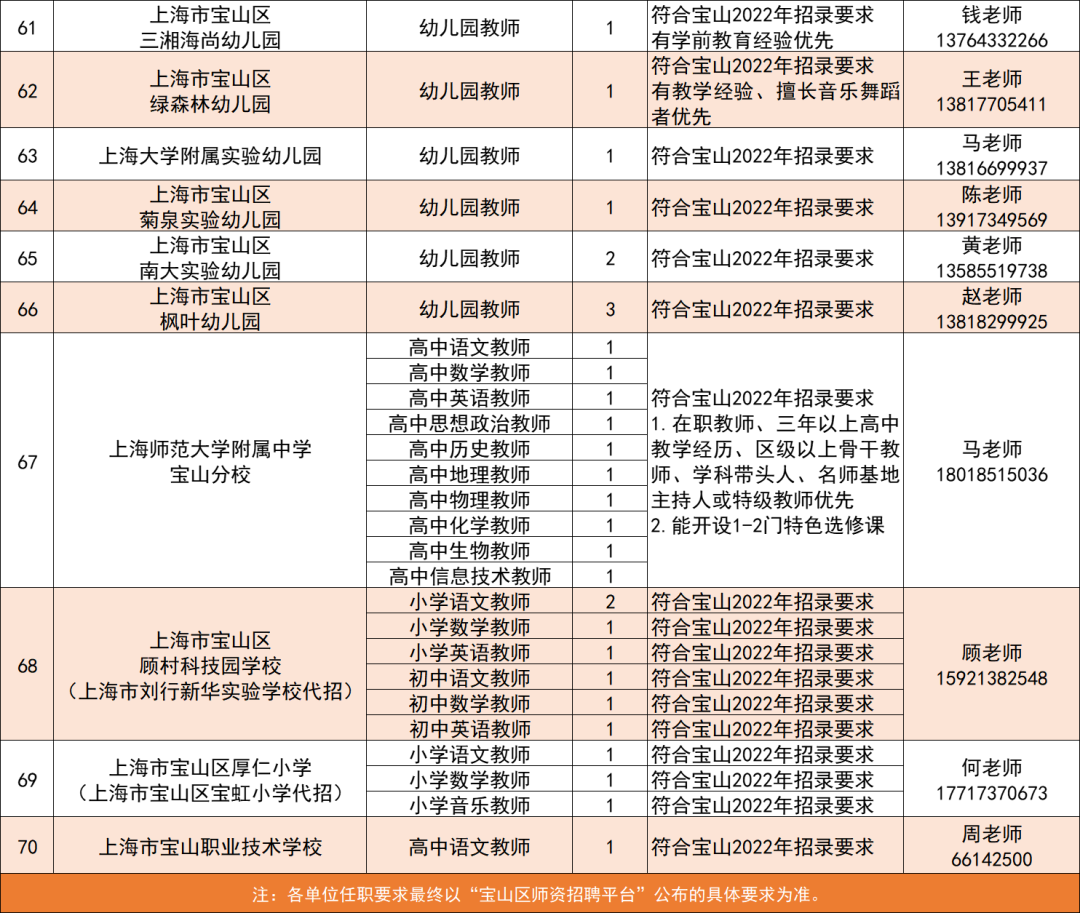 61
上海市宝山区
三湘海尚幼儿园
幼儿园教师
1
符合宝山2022年招录要求
有学前教育经验优先
钱老师
13764332266
62
上海市宝山区
绿森林幼儿园
幼儿园教师
1
符合宝山2022年招录要求
有教学经验、擅长音乐舞蹈
者优先
王老师
13817705411
63
上海大学附属实验幼儿园
幼儿园教师
1
符合宝山2022年招录要求
马老师
13816699937
64
上海市宝山区
菊泉实验幼儿园
幼儿园教师
1
符合宝山2022年招录要求
陈老师
13917349569
65
上海市宝山区
南大实验幼儿园
幼儿园教师
2
符合宝山2022年招录要求
黄老师
13585519738
66
上海市宝山区
枫叶幼儿园
幼儿园教师
3
符合宝山2022年招录要求
赵老师
13818299925
67
上海师范大学附属中学
宝山分校
高中语文教师 1
高中数学教师 1
高中英语教师 1
高中思想政治教师 1
高中历史教师 1
高中地理教师 1
高中物理教师 1
高中化学教师 1
高中生物教师 1
高中信息技术教师 1
符合宝山2022年招录要求
1.在职教师、三年以上高中
教学经历、区级以上骨干教
师、学科带头人、名师基地
主持人或特级教师优先
2.能开设1-2门特色选修课
马老师
18018515036
68
上海市宝山区
顾村科技园学校
（上海市刘行新华实验学校代招）
小学语文教师 2 符合宝山2022年招录要求
小学数学教师 1 符合宝山2022年招录要求
小学英语教师 1 符合宝山2022年招录要求
初中语文教师 1 符合宝山2022年招录要求
初中数学教师 1 符合宝山2022年招录要求
初中英语教师 1 符合宝山2022年招录要求
顾老师
15921382548
69
上海市宝山区厚仁小学
（上海市宝山区宝虹小学代招）
小学语文教师 1 符合宝山2022年招录要求
小学数学教师 1 符合宝山2022年招录要求
小学音乐教师 1 符合宝山2022年招录要求
何老师
17717370673
70
上海市宝山职业技术学校
高中语文教师
1
符合宝山2022年招录要求
周老师
66142500
注：各单位任职要求最终以“宝山区师资招聘平台”公布的具体要求为准。